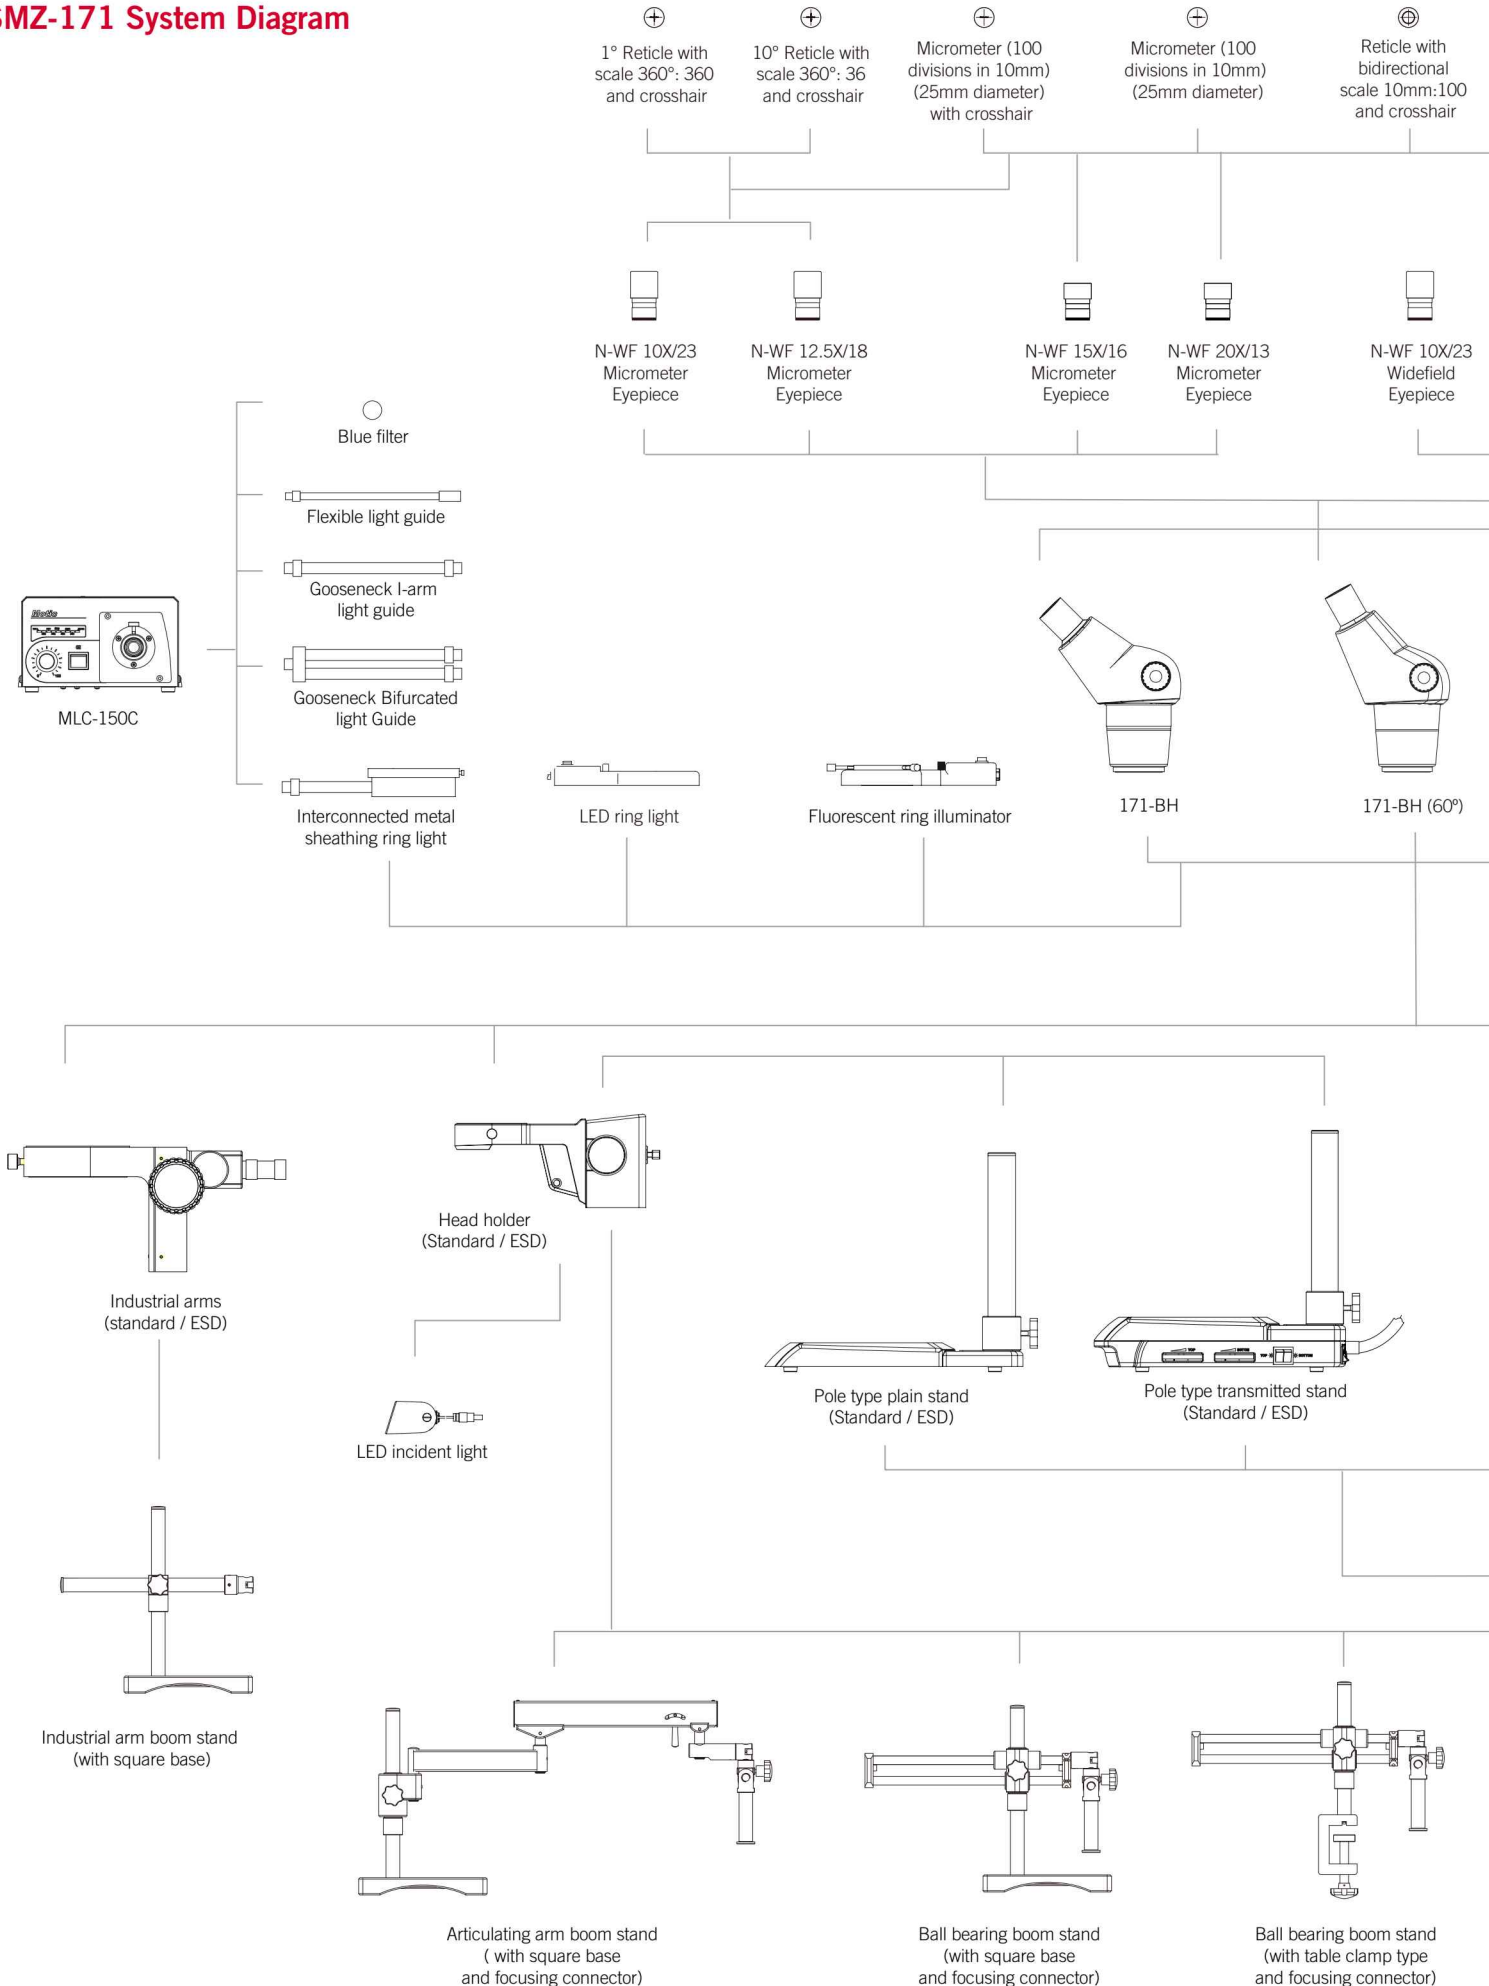 SMZ-171 System Diagram
1° Reticle with
scale 360°: 360
and crosshair
10° Reticle with
scale 360°: 36
and crosshair
Micrometer (100
divisions in 10mm)
(25mm diameter)
with crosshair
Micrometer (100
divisions in 10mm)
(25mm diameter)
Reticle with
bidirectional
scale 10mm:100
and crosshair
N-WF 10X/23
Micrometer
Eyepiece
N-WF 12.5X/18
Micrometer
Eyepiece
N-WF 15X/16
Micrometer
Eyepiece
N-WF 20X/13
Micrometer
Eyepiece
N-WF 10X/23
Widefield
Eyepiece
Blue filter
Flexible light guide
Gooseneck I-arm
light guide
Motic
MLC-150C
Gooseneck Bifurcated
light Guide
Interconnected metal
sheathing ring light
LED ring light
Fluorescent ring illuminator
171-BH
171-BH (60º)
Industrial arms
(standard / ESD)
Head holder
(Standard / ESD)
LED incident light
Pole type plain stand
(Standard / ESD)
TOP
BOTTOM
TOP
BOTTOM
Pole type transmitted stand
(Standard / ESD)
Industrial arm boom stand
(with square base)
Articulating arm boom stand
( with square base
and focusing connector)
Ball bearing boom stand
(with square base
and focusing connector)
Ball bearing boom stand
(with table clamp type
and focusing connector)